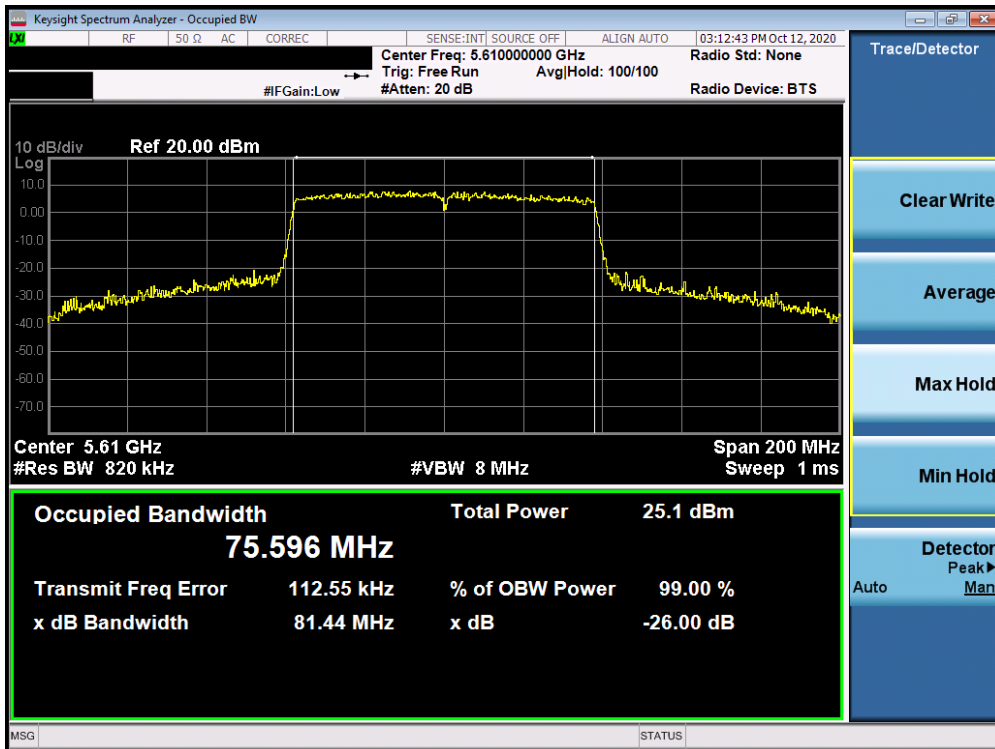 Keysight Spectrum Analyzer - Occupied BW
LXI RF 50 Ω AC CORREC SENSE:INT SOURCE OFF ALIGN AUTO 03:12:43 PM Oct 12, 2020
Center Freq: 5.610000000 GHz Radio Std: None
Trig: Free Run Avg|Hold: 100/100
#IFGain:Low #Atten: 20 dB Radio Device: BTS
10 dB/div Ref 20.00 dBm
Log
10.0
0.00
-10.0
-20.0
-30.0
-40.0
-50.0
-60.0
-70.0
Center 5.61 GHz Span 200 MHz
#Res BW 820 kHz #VBW 8 MHz Sweep 1 ms
Occupied Bandwidth Total Power 25.1 dBm
75.596 MHz
Transmit Freq Error 112.55 kHz % of OBW Power 99.00 %
x dB Bandwidth 81.44 MHz x dB -26.00 dB
MSG STATUS
Trace/Detector
Clear Write
Average
Max Hold
Min Hold
Detector
Peak▶
Auto Man